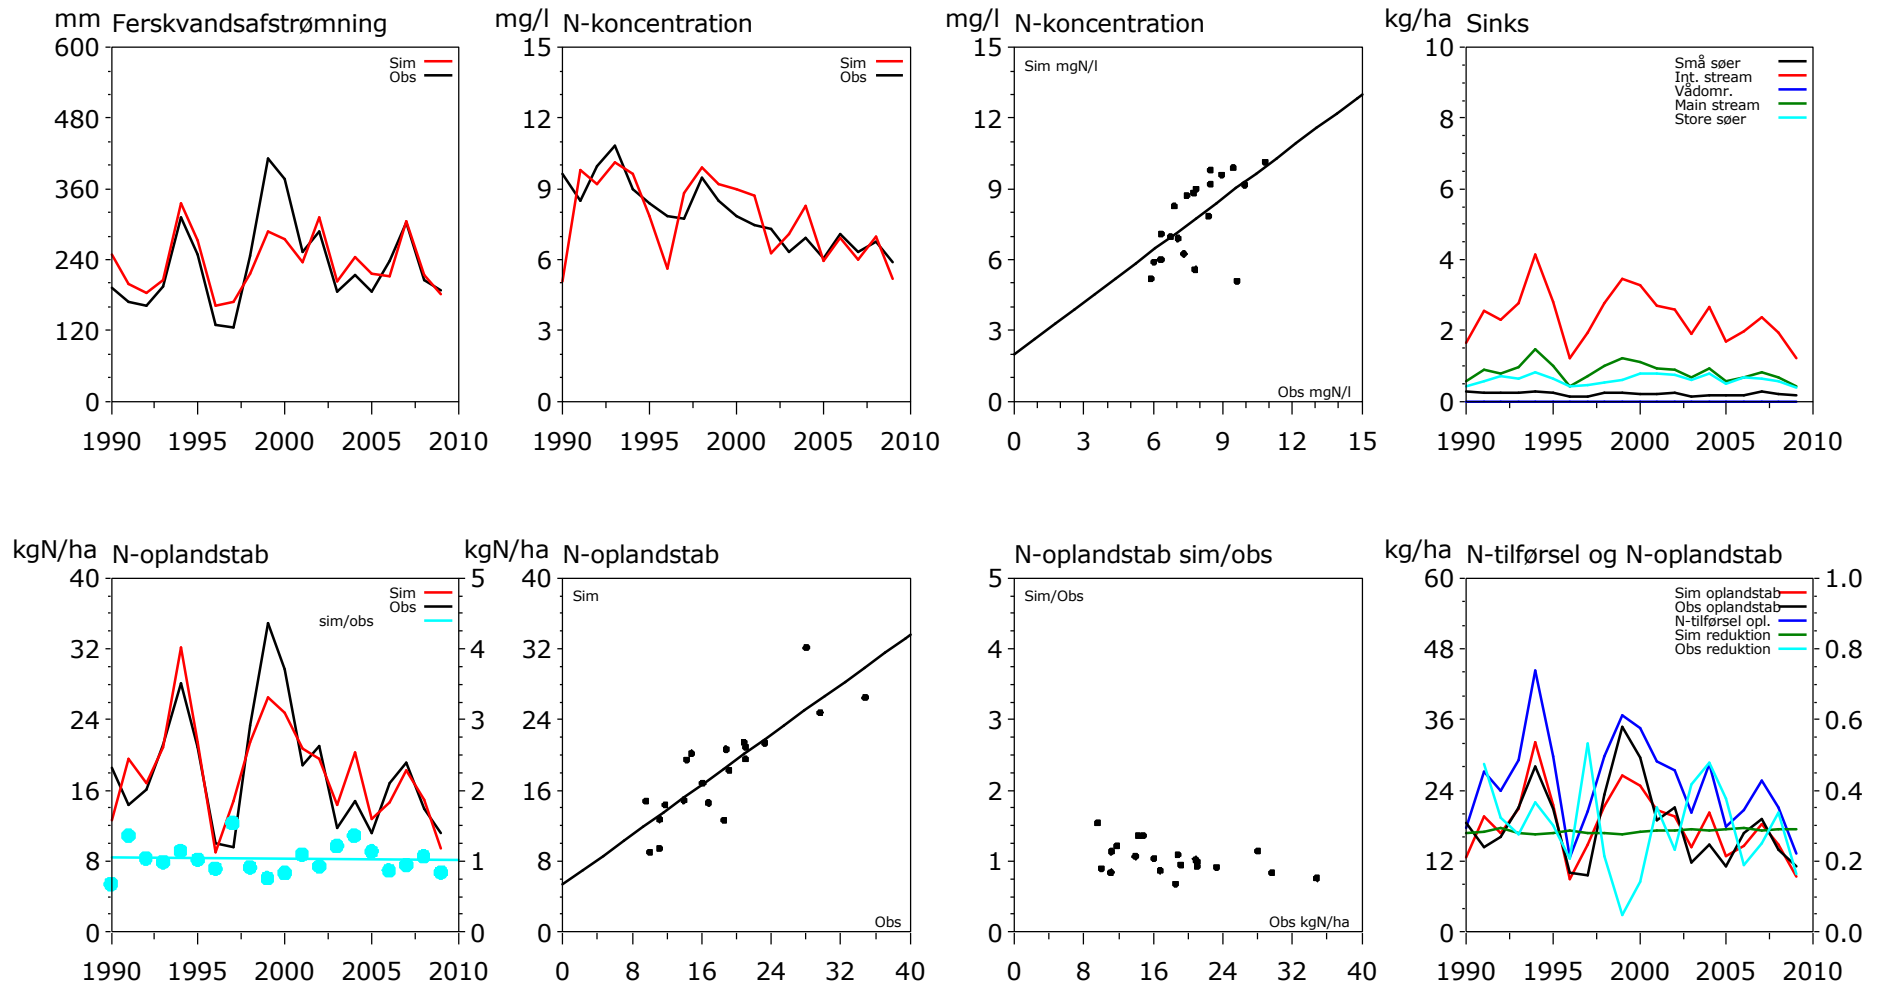 mm Ferskvandsafstrømning
600
480
360
240
120
0
Sim
Obs
1990 1995 2000 2005 2010
mg/l N-koncentration
15
12
9
6
3
0
Sim
Obs
1990 1995 2000 2005 2010
mg/l N-koncentration
15
12
9
6
3
0
Sim mgN/l
Obs mgN/l
0 3 6 9 12 15
kg/ha Sinks
10
8
6
4
2
0
Små søer
Int. stream
Vådomr.
Main stream
Store søer
1990 1995 2000 2005 2010
kgN/ha N-oplandstab
40
32
24
16
8
0
Sim
Obs
sim/obs
5
4
3
2
1
0
1990 1995 2000 2005 2010
kgN/ha N-oplandstab
40
32
24
16
8
0
Sim
Obs
0 8 16 24 32 40
N-oplandstab sim/obs
5
4
3
2
1
0
Sim/Obs
Obs kgN/ha
0 8 16 24 32 40
kg/ha N-tilførsel og N-oplandstab
60
48
36
24
12
0
Sim oplandstab
Obs oplandstab
N-tilførsel opl.
Sim reduktion
Obs reduktion
1.0
0.8
0.6
0.4
0.2
0.0
1990 1995 2000 2005 2010